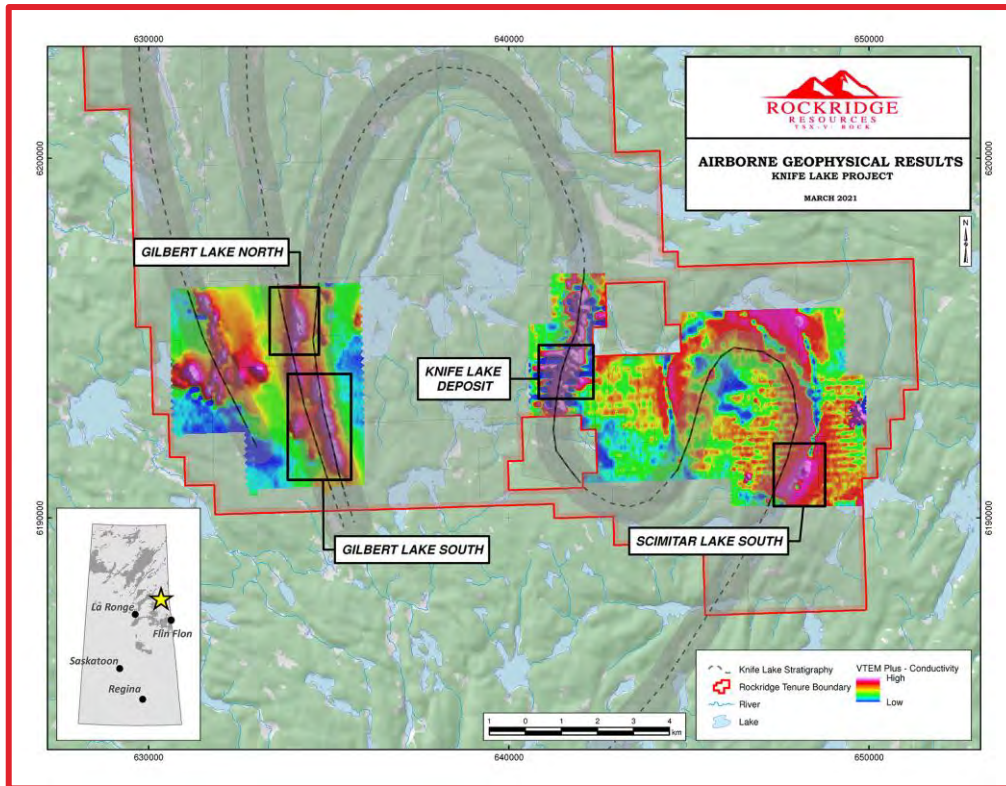 630000
640000
650000
ROCKRIDGE
RESOURCES
TSX-V: ROCK
AIRBORNE GEOPHYSICAL RESULTS
KNIFE LAKE PROJECT
MARCH 2021
6200000
6200000
N
GILBERT LAKE NORTH
KNIFE LAKE
DEPOSIT
GILBERT LAKE SOUTH
SCIMITAR LAKE SOUTH
6190000
6190000
La Ronge
Flin Flon
Saskatoon
Regina
Knife Lake Stratigraphy
Rockridge Tenure Boundary
River
Lake
VTEM Plus - Conductivity
High
Low
1 0 1 2 3 4
km
630000
640000
650000